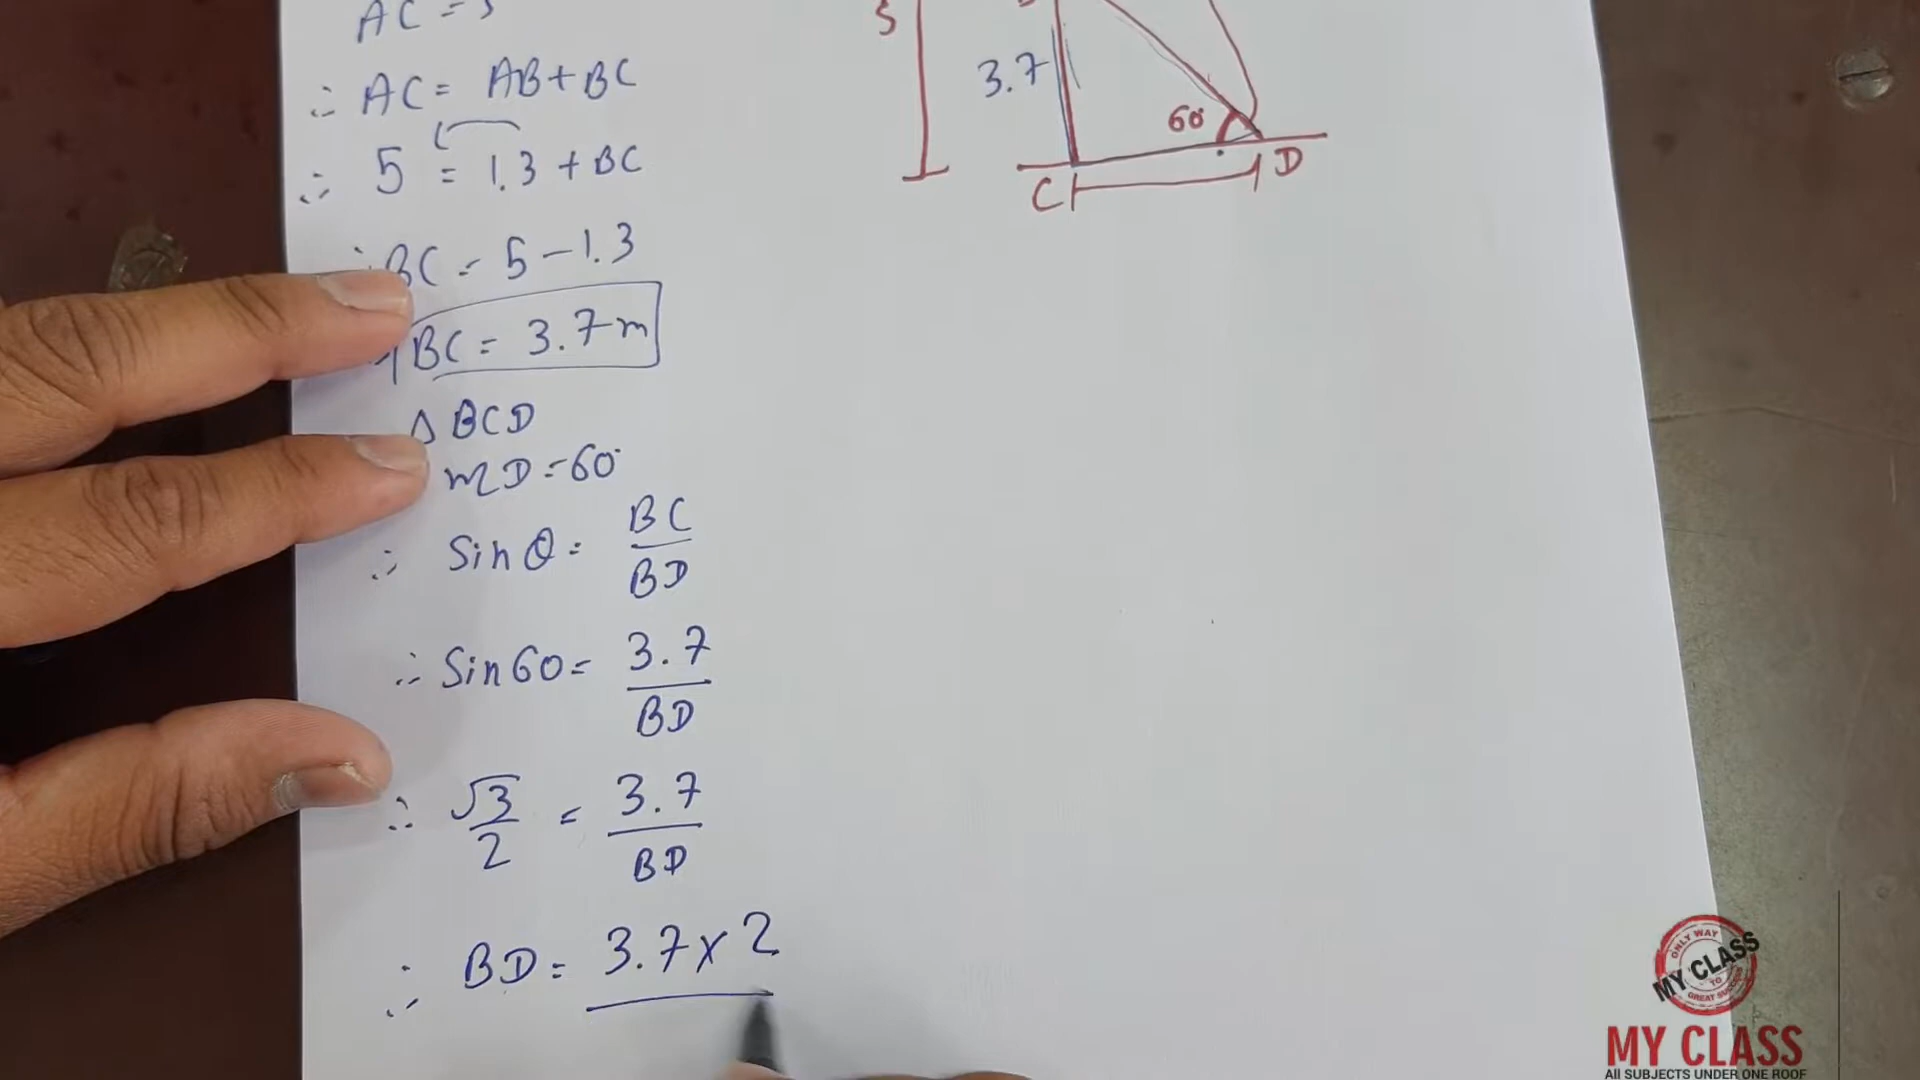 AC = 5
∴ AC = AB + BC
∴ 5 = 1.3 + BC
∴ BC = 5 - 1.3
BC = 3.7 m
Δ BCD
m∠D = 60°
∴ Sin θ = BC / BD
∴ Sin 60 = 3.7 / BD
∴ √3 / 2 = 3.7 / BD
∴ BD = 3.7 × 2
5
3.7
60°
C
D
ONLY WAY
MY CLASS
TO
GREAT SUCCESS
MY CLASS
All SUBJECTS UNDER ONE ROOF